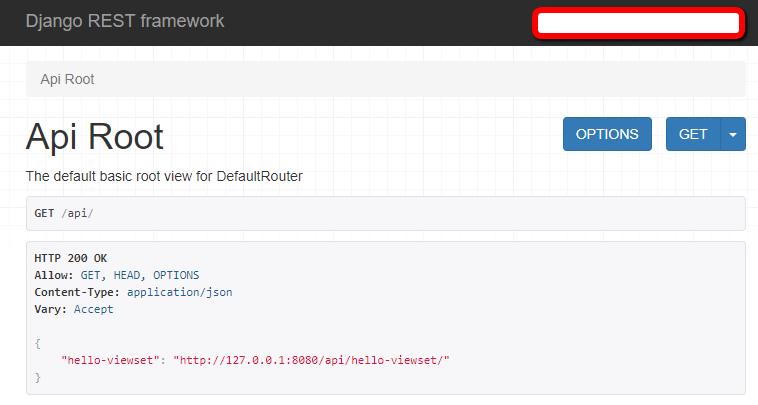 Django REST framework
Api Root
Api Root
OPTIONS
GET
The default basic root view for DefaultRouter
GET /api/
HTTP 200 OK
Allow: GET, HEAD, OPTIONS
Content-Type: application/json
Vary: Accept
{
    "hello-viewset": "http://127.0.0.1:8080/api/hello-viewset/"
}